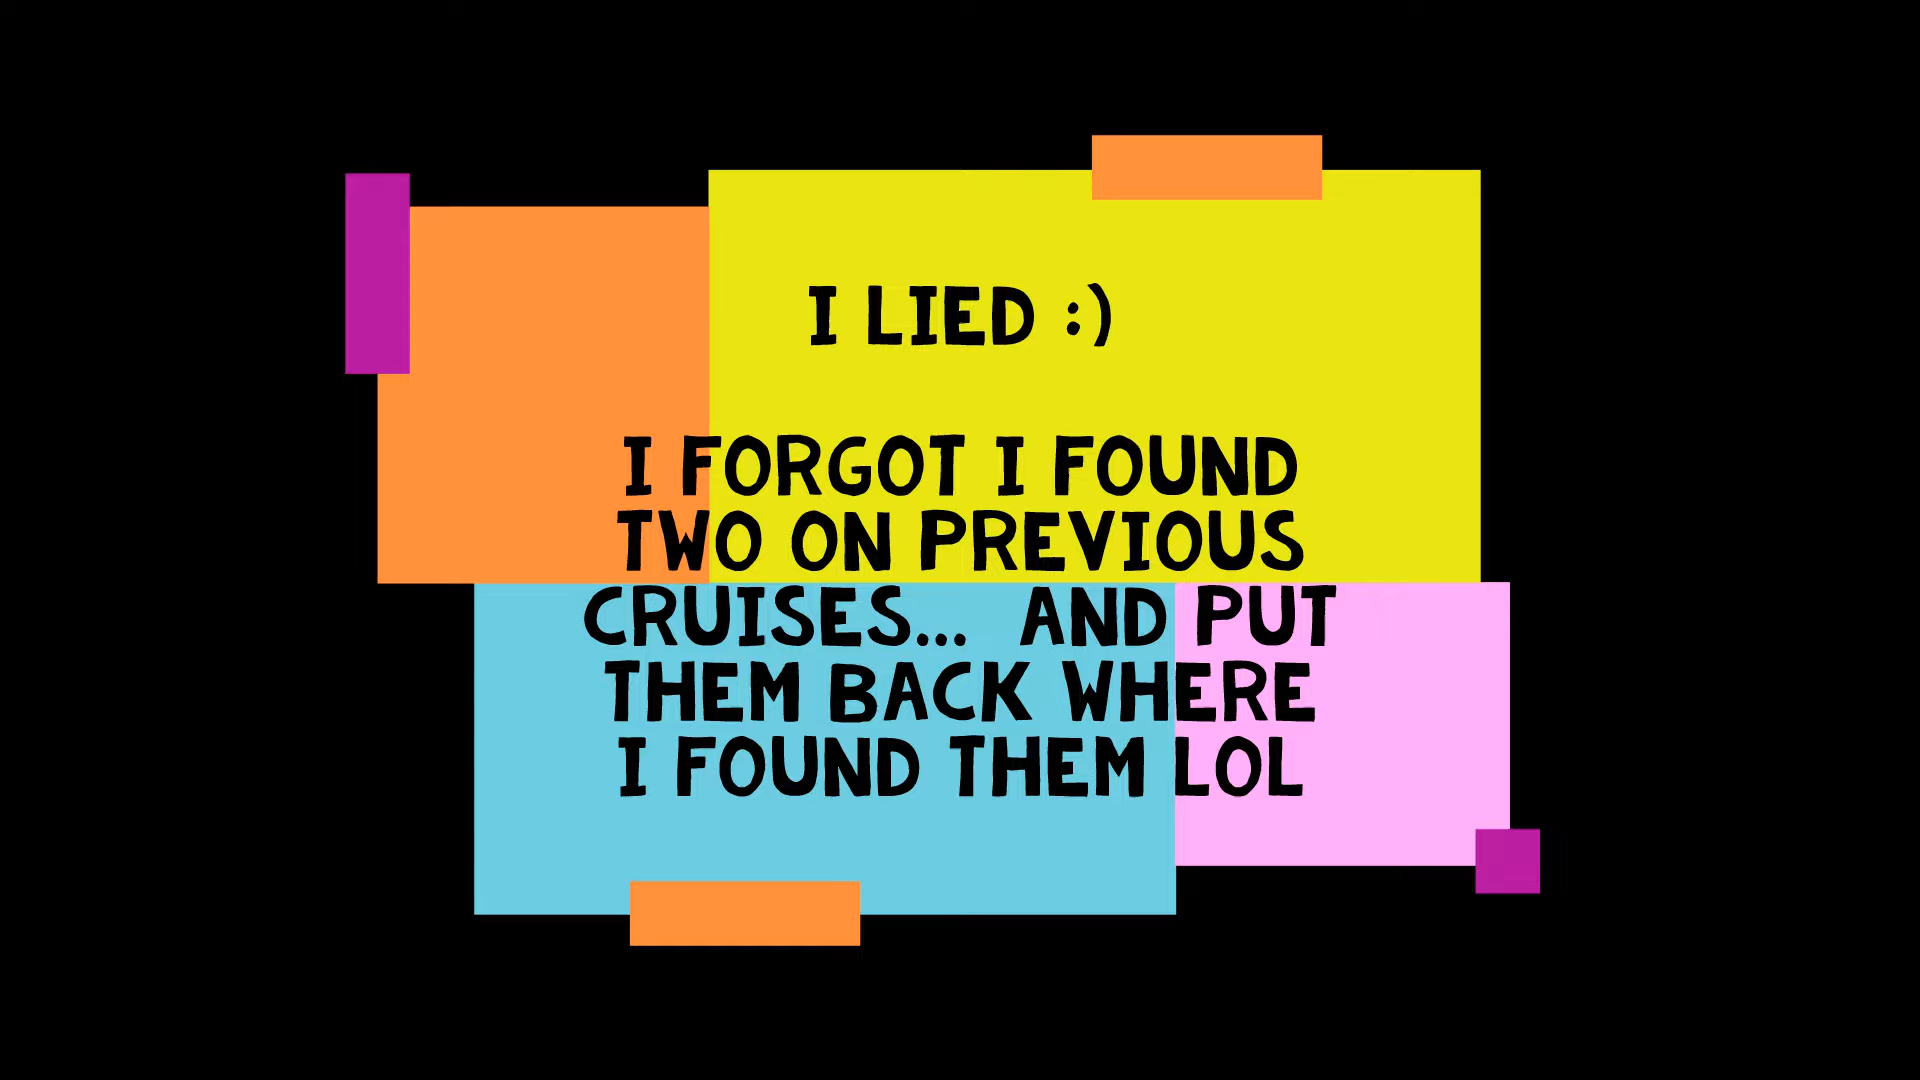 I LIED :)
I FORGOT I FOUND
TWO ON PREVIOUS
CRUISES... AND PUT
THEM BACK WHERE
I FOUND THEM LOL